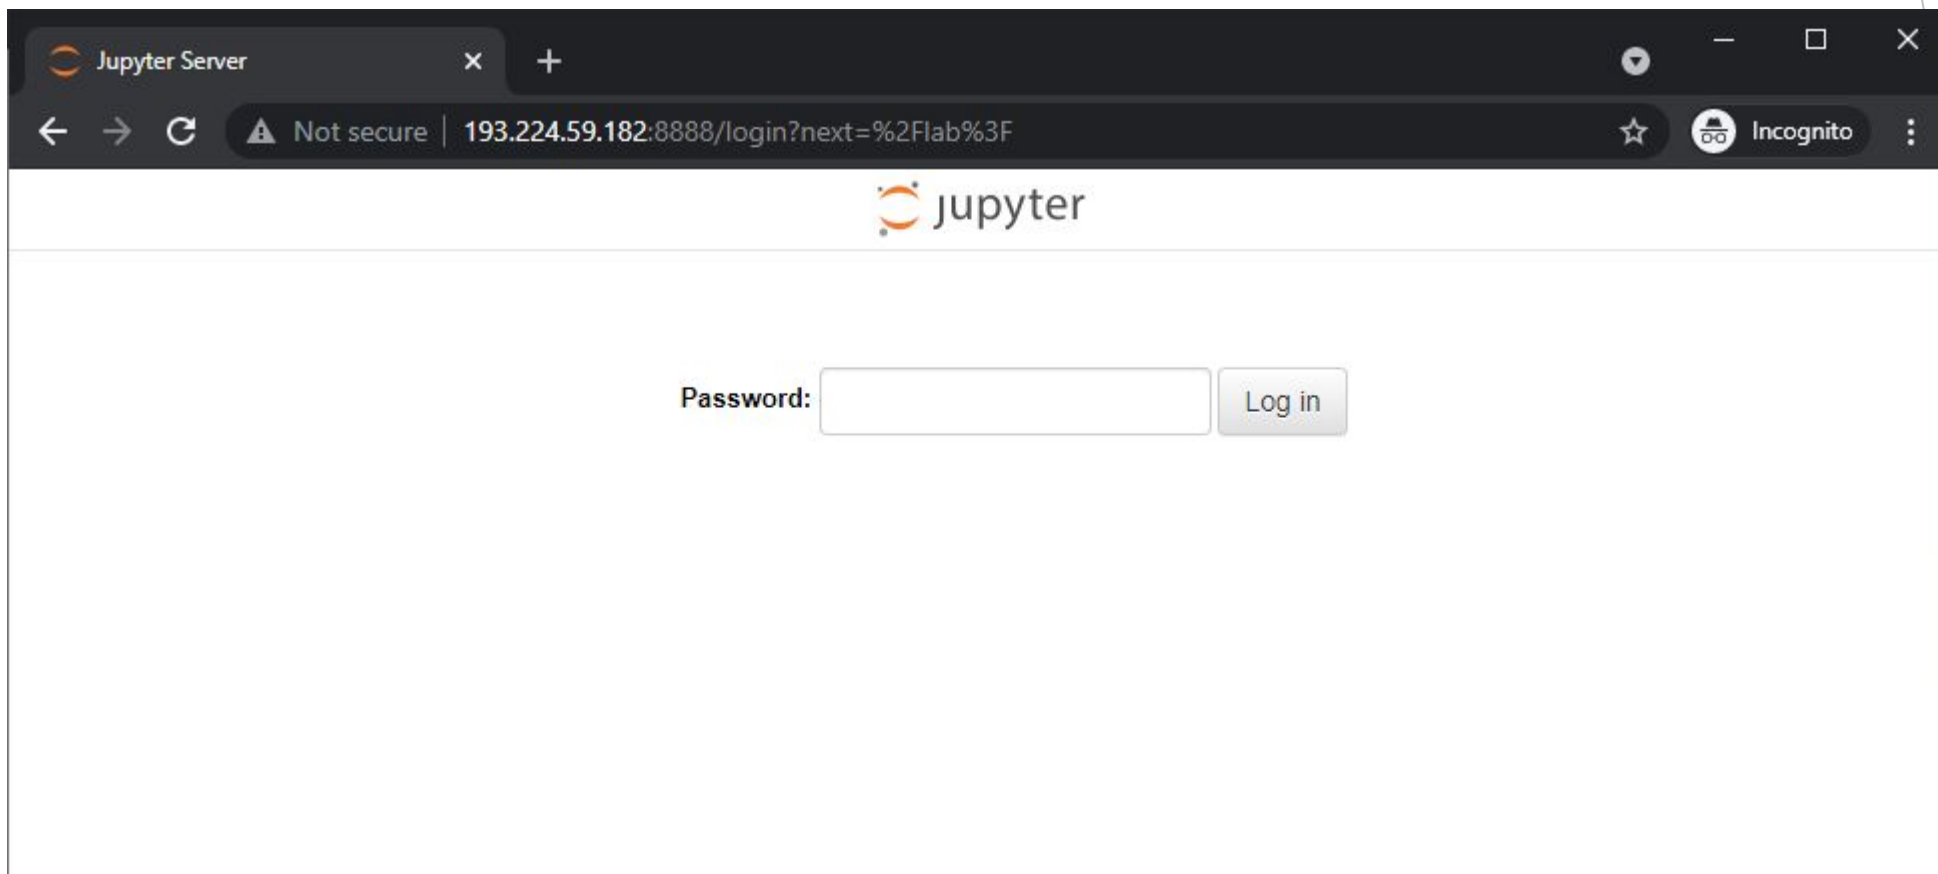 Jupyter Server
Not secure 193.224.59.182:8888/login?next=%2Flab%3F
Incognito
jupyter
Password: Log in